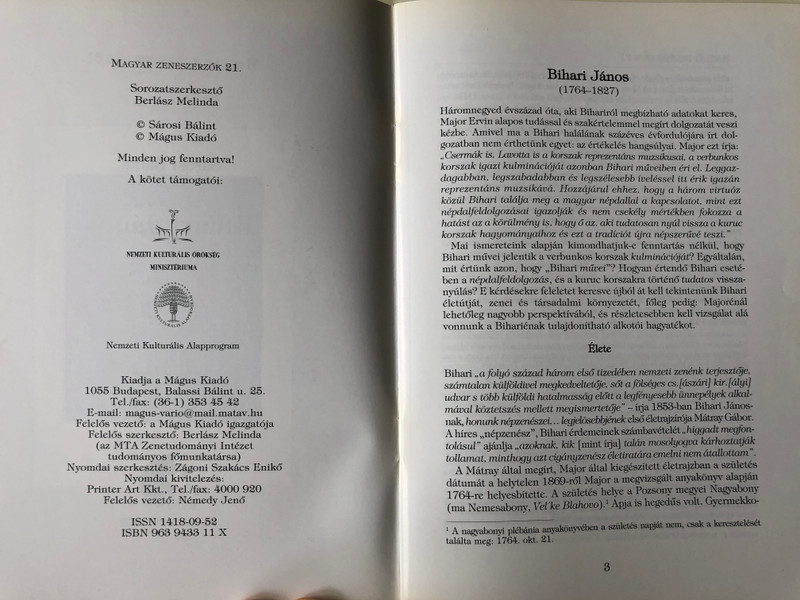 MAGYAR ZENESZERZŐK 21.
Sorozatszerkesztő
Berlász Melinda
© Sárosi Bálint
© Mágus Kiadó
Minden jog fenntartva!
A kötet támogatói:
NEMZETI KULTURÁLIS ÖRÖKSÉG
MINISZTÉRIUMA
Nemzeti Kulturális Alapprogram
Kiadja a Mágus Kiadó
1055 Budapest, Balassi Bálint u. 25.
Tel./fax: (36-1) 353 45 42
E-mail: magus-vario@mail.matav.hu
Felelős vezető: a Mágus Kiadó igazgatója
Felelős szerkesztő: Berlász Melinda
(az MTA Zenetudományi Intézet
tudományos főmunkatársa)
Nyomdai szerkesztés: Zágoni Szakács Enikő
Nyomdai kivitelezés:
Printer Art Kkt., Tel./fax: 4000 920
Felelős vezető: Némedy Jenő
ISSN 1418-09-52
ISBN 963 9433 11 X
Bihari János
(1764–1827)
Háromnegyed évszázad óta, aki Bihariról megbízható adatokat keres,
Major Ervin alapos tudással és szakértelemmel megírt dolgozatát veszi
kézbe. Amivel ma a Bihari halálának százéves évfordulójára írt dol-
gozatban nem érthetünk egyet: az értékelés hangsúlyai. Major ezt írja:
„Csermák is, Lavotta is a korszak reprezentáns muzsikusai, a verbunkos
korszak igazi kulminációját azonban Bihari műveiben éri el. Leggaz-
dagabban, legszabadabban és legszélesebb íveléssel itt érik igazán
reprezentáns muzsikává. Hozzájárul ehhez, hogy a három virtuóz
közül Bihari találja meg a magyar népdallal a kapcsolatot, mint ezt
népdalfeldolgozásai igazolják és nem csekély mértékben fokozza a
hatást az a körülmény is, hogy ő az, aki tudatosan nyúl vissza a kuruc
korszak hagyományaihoz és ezt a tradíciót újra népszerűvé teszi."
Mai ismereteink alapján kimondhatjuk-e fenntartás nélkül, hogy
Bihari művei jelentik a verbunkos korszak kulminációját? Egyáltalán,
mit értünk azon, hogy „Bihari művei"? Hogyan értendő Bihari eseté-
ben a népdalfeldolgozás, és a kuruc korszakra történő tudatos vissza-
nyúlás? E kérdésekre feleletet keresve újból át kell tekintenünk Bihari
életútját, zenei és társadalmi környezetét, főleg pedig: Majorénál
lehetőleg nagyobb perspektívából, és részletesebben kell vizsgálat alá
vonnunk a Bihariénak tulajdonítható alkotói hagyatékot.
Élete
Bihari „a folyó század három első tizedében nemzeti zenénk terjesztője,
számtalan külföldivel megkedveltetője, sőt a fölséges cs.[ászári] kir.[ályi]
udvar s több külföldi hatalmasság előtt a legfényesebb ünnepélyek alkal-
mával köztetszés mellett megismertetője" – írja 1853-ban Bihari János-
nak, honunk népzenészei... legjelősebbjének első életrajzírója Mátray Gábor.
A híres „népzenész", Bihari érdemeinek számbavételét „higgadt megfon-
tolásul" ajánlja „azoknak, kik [mint írja] talán mosolyogva kárhoztatják
tollamat, minthogy azt cigányzenész életiratára emelni nem átallottam".
A Mátray által megírt, Major által kiegészített életrajzban a születés
dátumát a helytelen 1869-ről Major a megvizsgált anyakönyv alapján
1764-re helyesbítette. A születés helye a Pozsony megyei Nagyabony
(ma Nemesabony, Vel'ke Blahovo).¹ Apja is hegedűs volt. Gyermekko-
¹ A nagyabonyi plébánia anyakönyvében a születés napját nem, csak a keresztelését
találta meg: 1764. okt. 21.
3